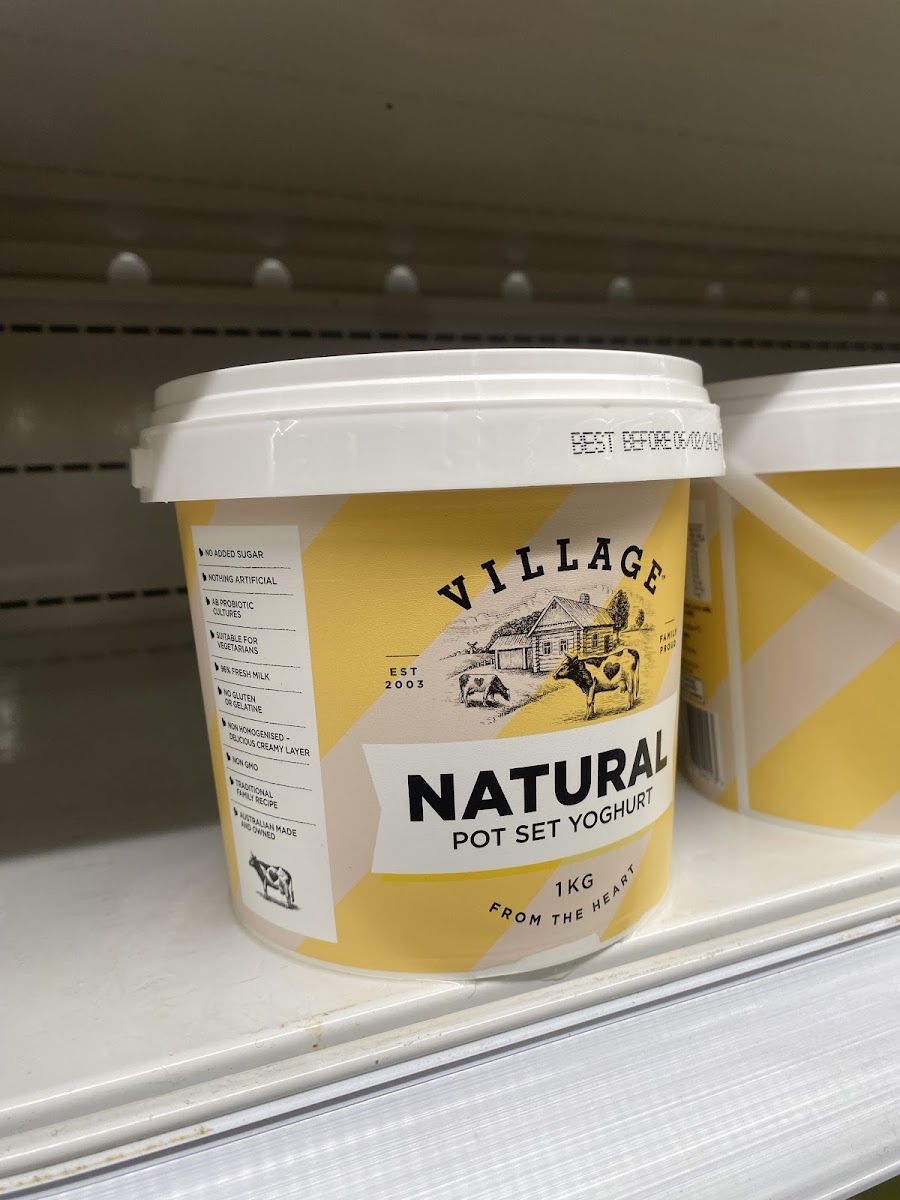 BEST BEFORE 06/02/24
VILLAGE
EST
2003
FAMILY
PROUD
NATURAL
POT SET YOGHURT
1KG
FROM THE HEART
NO ADDED SUGAR
NOTHING ARTIFICIAL
AB PROBIOTIC
CULTURES
SUITABLE FOR
VEGETARIANS
96% FRESH MILK
NO GLUTEN
OR GELATINE
NON HOMOGENISED –
DELICIOUS CREAMY LAYER
NON GMO
TRADITIONAL
FAMILY RECIPE
AUSTRALIAN MADE
AND OWNED